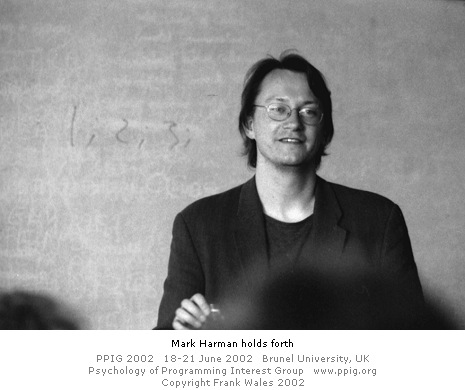 1, 2, 3,
Mark Harman holds forth
PPIG 2002 18-21 June 2002 Brunel University, UK
Psychology of Programming Interest Group www.ppig.org
Copyright Frank Wales 2002